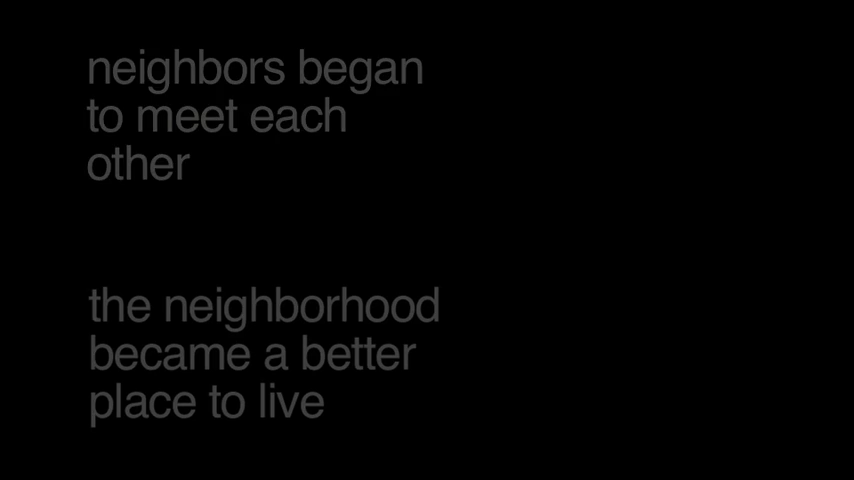 neighbors began
to meet each
other
the neighborhood
became a better
place to live